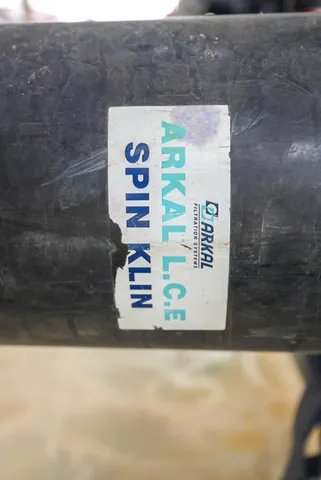 ARKAL
FILTRATION SYSTEMS
ARKAL L.C.E
SPIN KLIN